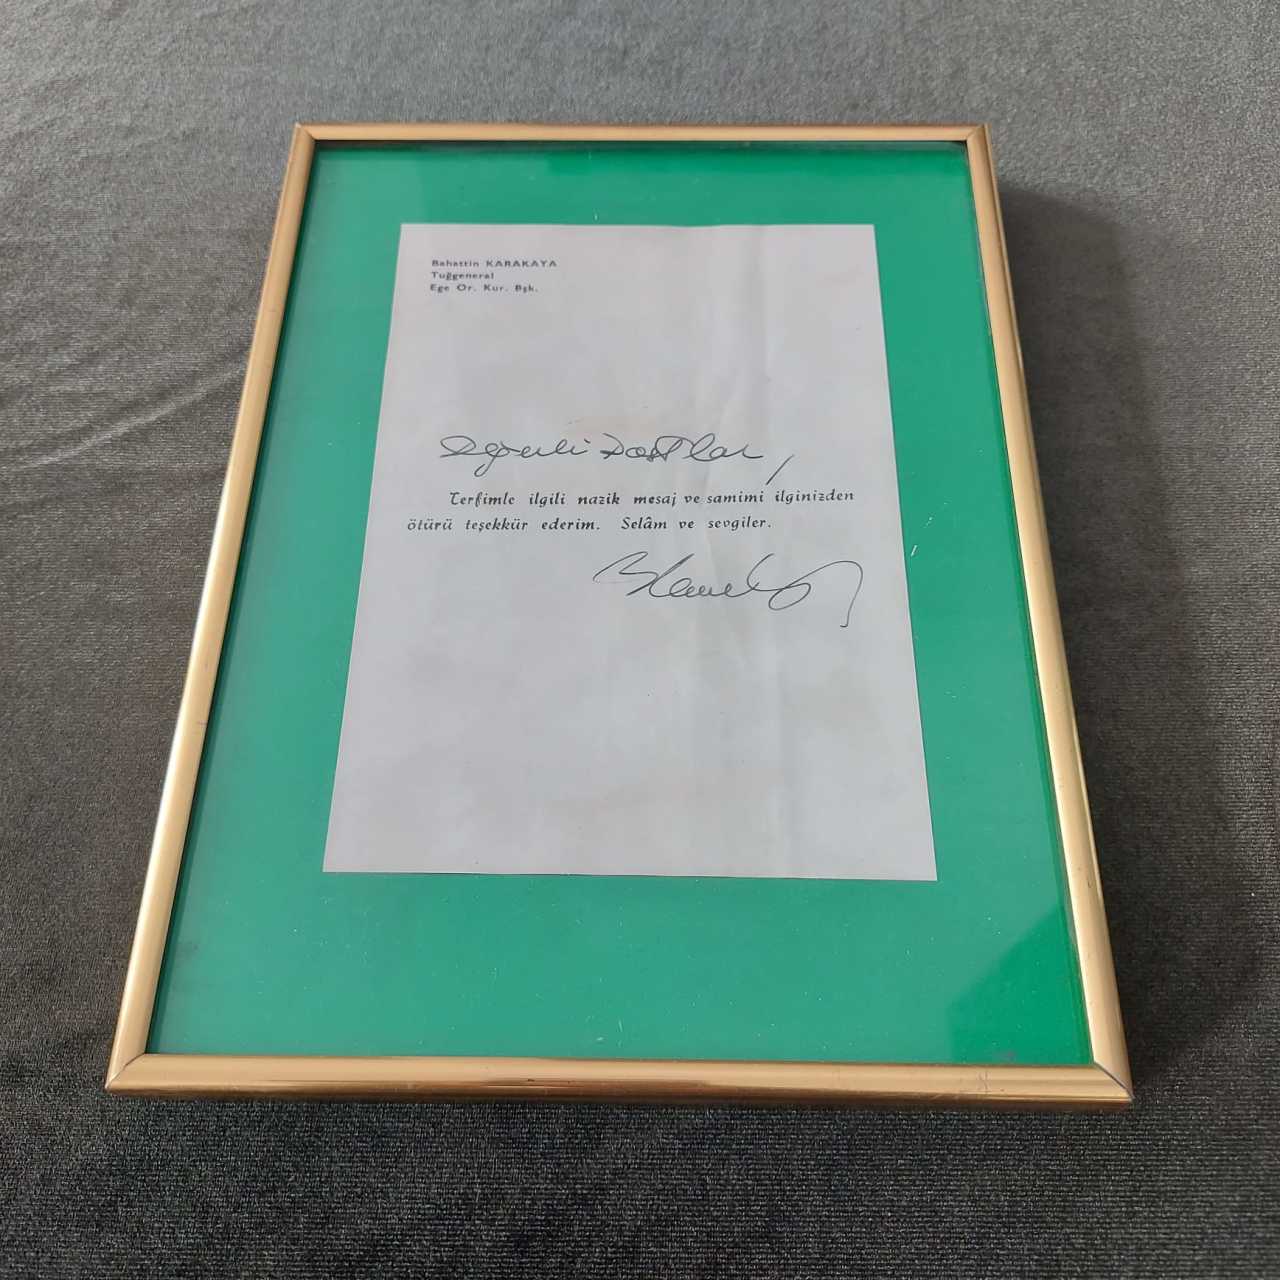 Bahattin KARAKAYA
Tuğgeneral
Ege Or. Kur. Bşk.
Değerli Dostlar,
Terfimle ilgili nazik mesaj ve samimi ilginizden
ötürü teşekkür ederim. Selâm ve sevgiler.